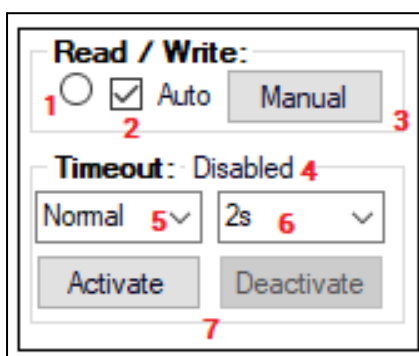 Read / Write:
1 Auto Manual
2 3
Timeout: Disabled 4
Normal 5 2s 6
Activate Deactivate
7